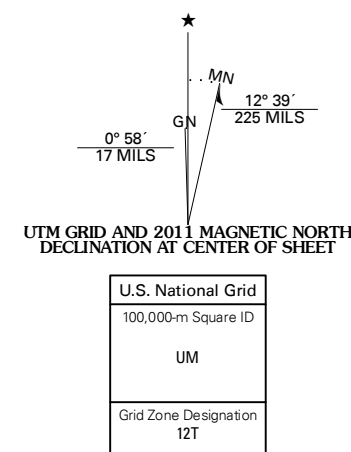 MN
GN
12° 39´
225 MILS
0° 58´
17 MILS
UTM GRID AND 2011 MAGNETIC NORTH
DECLINATION AT CENTER OF SHEET
U.S. National Grid
100,000-m Square ID
UM
Grid Zone Designation
12T